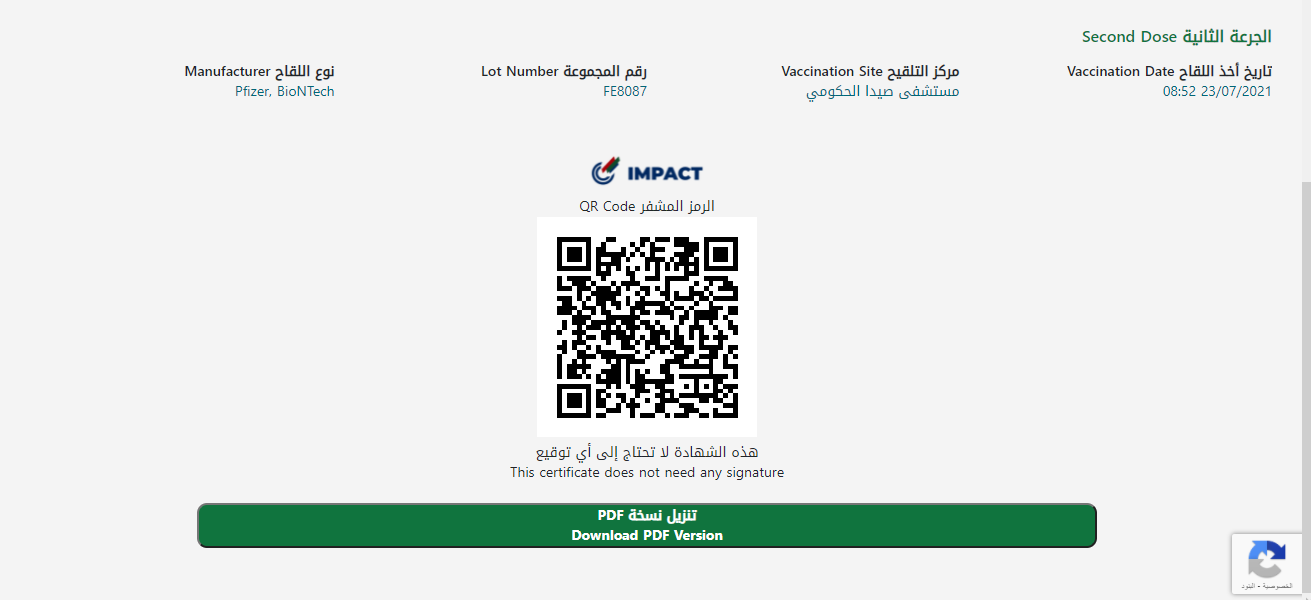 الجرعة الثانية Second Dose
تاريخ أخذ اللقاح Vaccination Date
08:52 23/07/2021
مركز التلقيح Vaccination Site
مستشفى صيدا الحكومي
رقم المجموعة Lot Number
FE8087
نوع اللقاح Manufacturer
Pfizer, BioNTech
IMPACT
الرمز المشفر QR Code
هذه الشهادة لا تحتاج إلى أي توقيع
This certificate does not need any signature
تنزيل نسخة PDF
Download PDF Version
الخصوصية - البنود